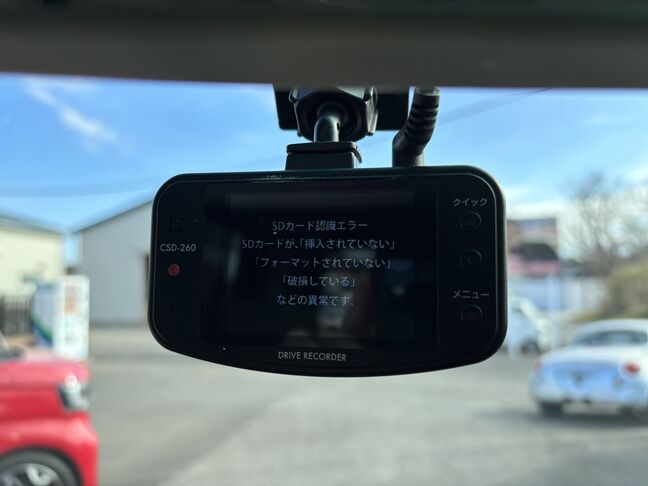 クイック
CSD-260
SDカード認識エラー
SDカードが、「挿入されていない」
「フォーマットされていない」
「破損している」
などの異常です。
メニュー
DRIVE RECORDER